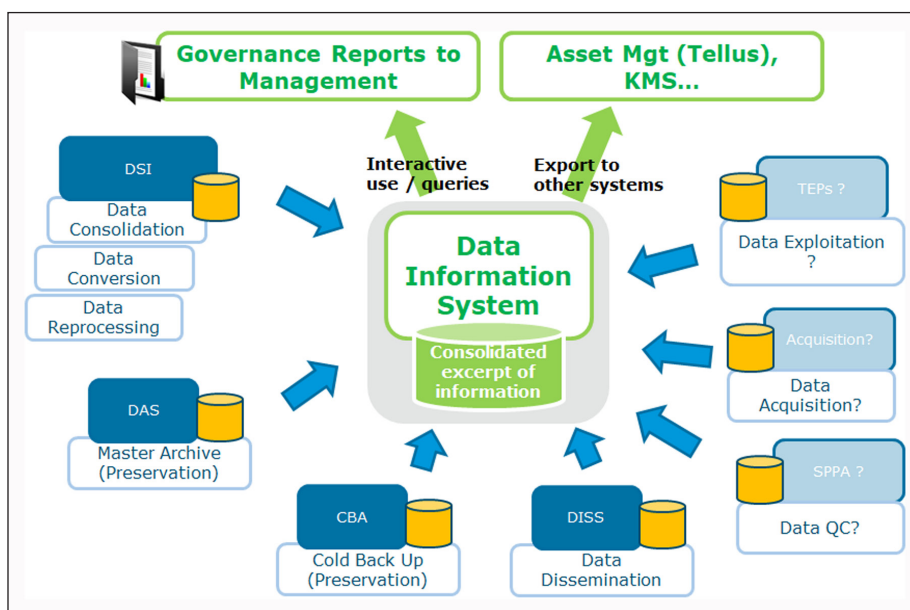 Governance Reports to
Management
Asset Mgt (Tellus),
KMS...
Interactive
use / queries
Export to
other systems
DSI
Data
Consolidation
Data
Conversion
Data
Reprocessing
Data
Information
System
Consolidated
excerpt of
information
TEPs ?
Data Exploitation
?
Acquisition?
Data
Acquisition?
DAS
Master Archive
(Preservation)
SPPA ?
Data QC?
CBA
Cold Back Up
(Preservation)
DISS
Data
Dissemination